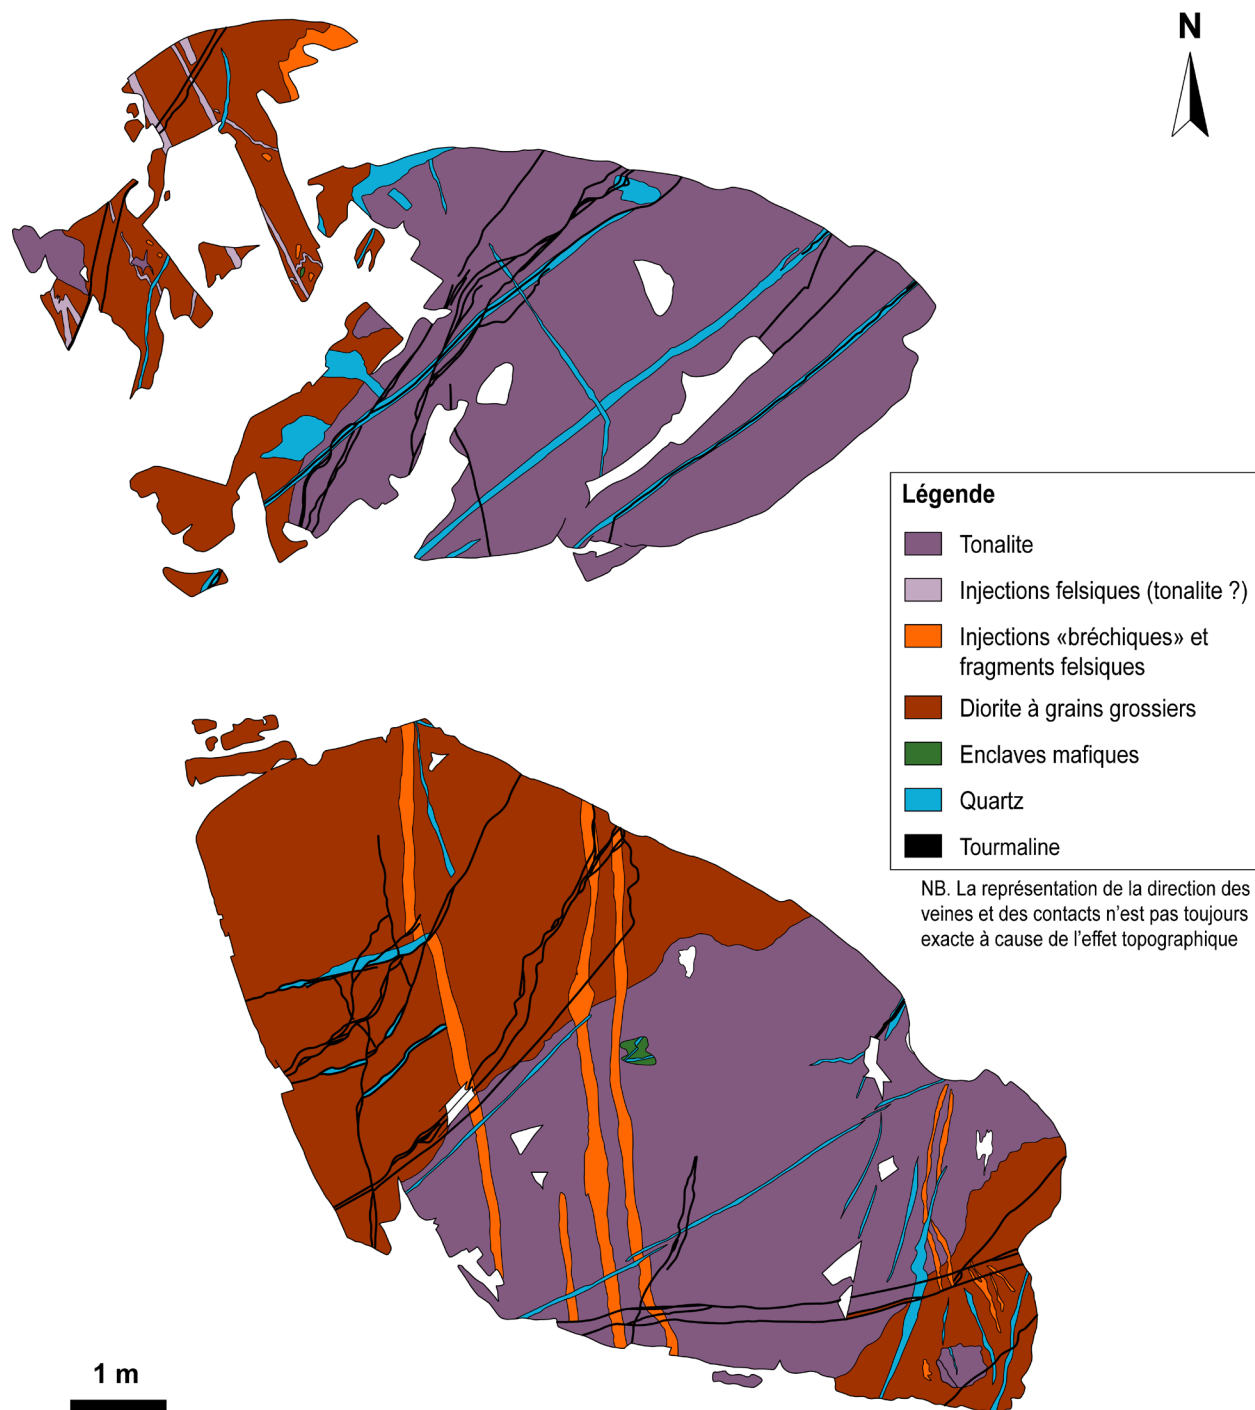 N
Légende
Tonalite
Injections felsiques (tonalite ?)
Injections «bréchiques» et
fragments felsiques
Diorite à grains grossiers
Enclaves mafiques
Quartz
Tourmaline
NB. La représentation de la direction des
veines et des contacts n’est pas toujours
exacte à cause de l’effet topographique
1 m